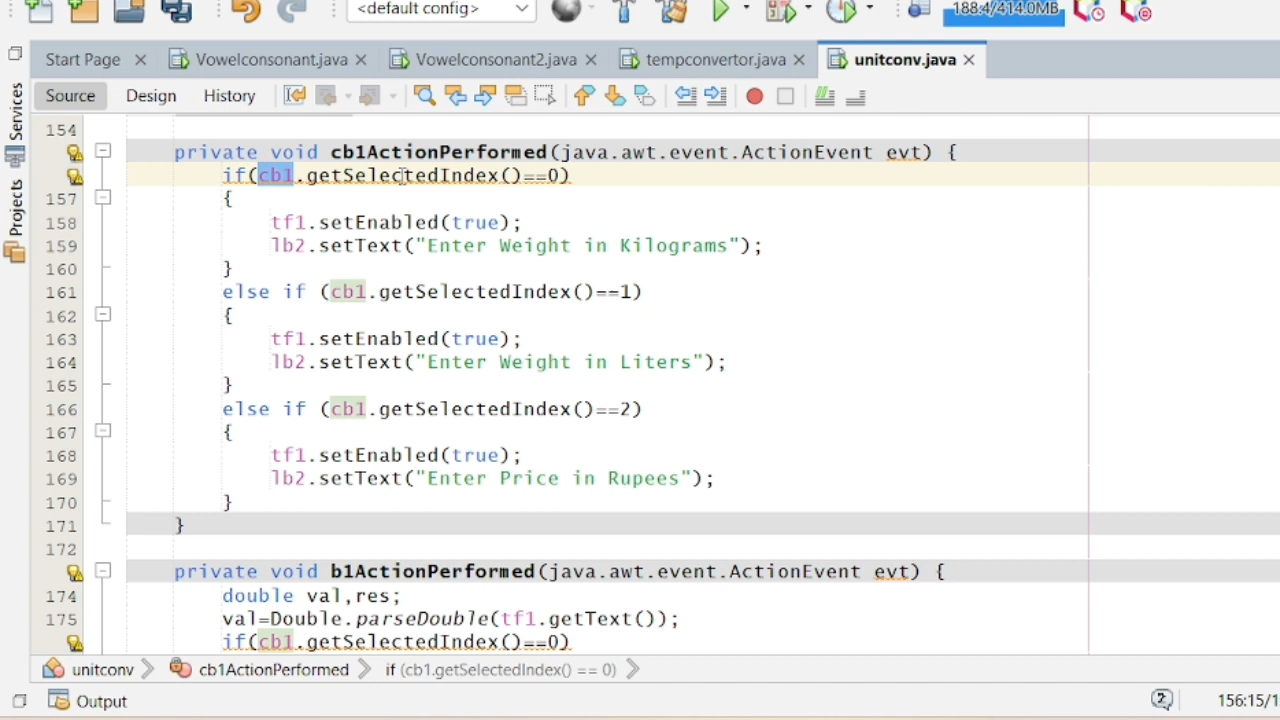 <default config>
188.4/414.0MB
Start Page
Vowelconsonant.java
Vowelconsonant2.java
tempconvertor.java
unitconv.java
Services
Projects
Source
Design
History
154
private void cb1ActionPerformed(java.awt.event.ActionEvent evt) {
if(cb1.getSelectedIndex()==0)
157 {
158 tf1.setEnabled(true);
159 lb2.setText("Enter Weight in Kilograms");
160 }
161 else if (cb1.getSelectedIndex()==1)
162 {
163 tf1.setEnabled(true);
164 lb2.setText("Enter Weight in Liters");
165 }
166 else if (cb1.getSelectedIndex()==2)
167 {
168 tf1.setEnabled(true);
169 lb2.setText("Enter Price in Rupees");
170 }
171 }
172
private void b1ActionPerformed(java.awt.event.ActionEvent evt) {
174 double val,res;
175 val=Double.parseDouble(tf1.getText());
if(cb1.getSelectedIndex()==0)
unitconv
cb1ActionPerformed
if (cb1.getSelectedIndex() == 0)
Output
156:15/1